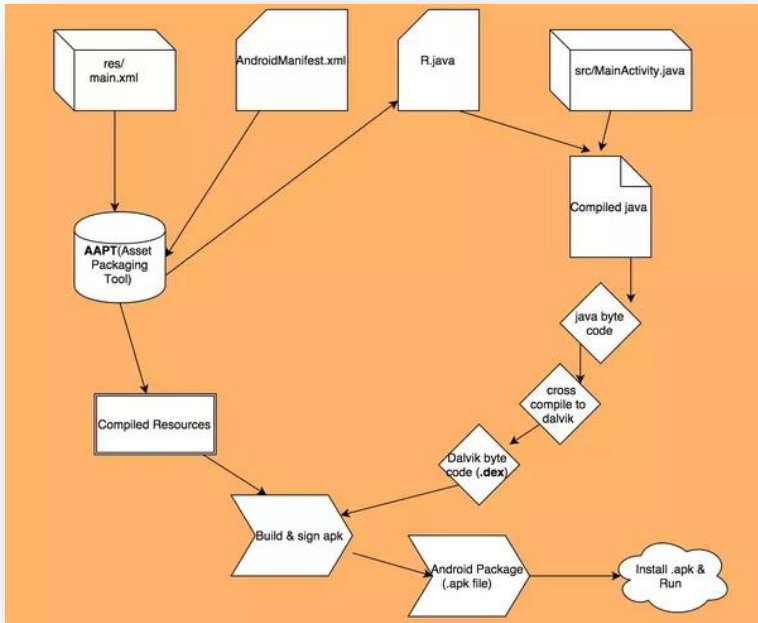 res/
main.xml
AndroidManifest.xml
R.java
src/MainActivity.java
AAPT(Asset
Packaging
Tool)
Compiled java
java byte
code
cross
compile to
dalvik
Compiled Resources
Dalvik byte
code (.dex)
Build & sign apk
Android Package
(.apk file)
Install .apk &
Run